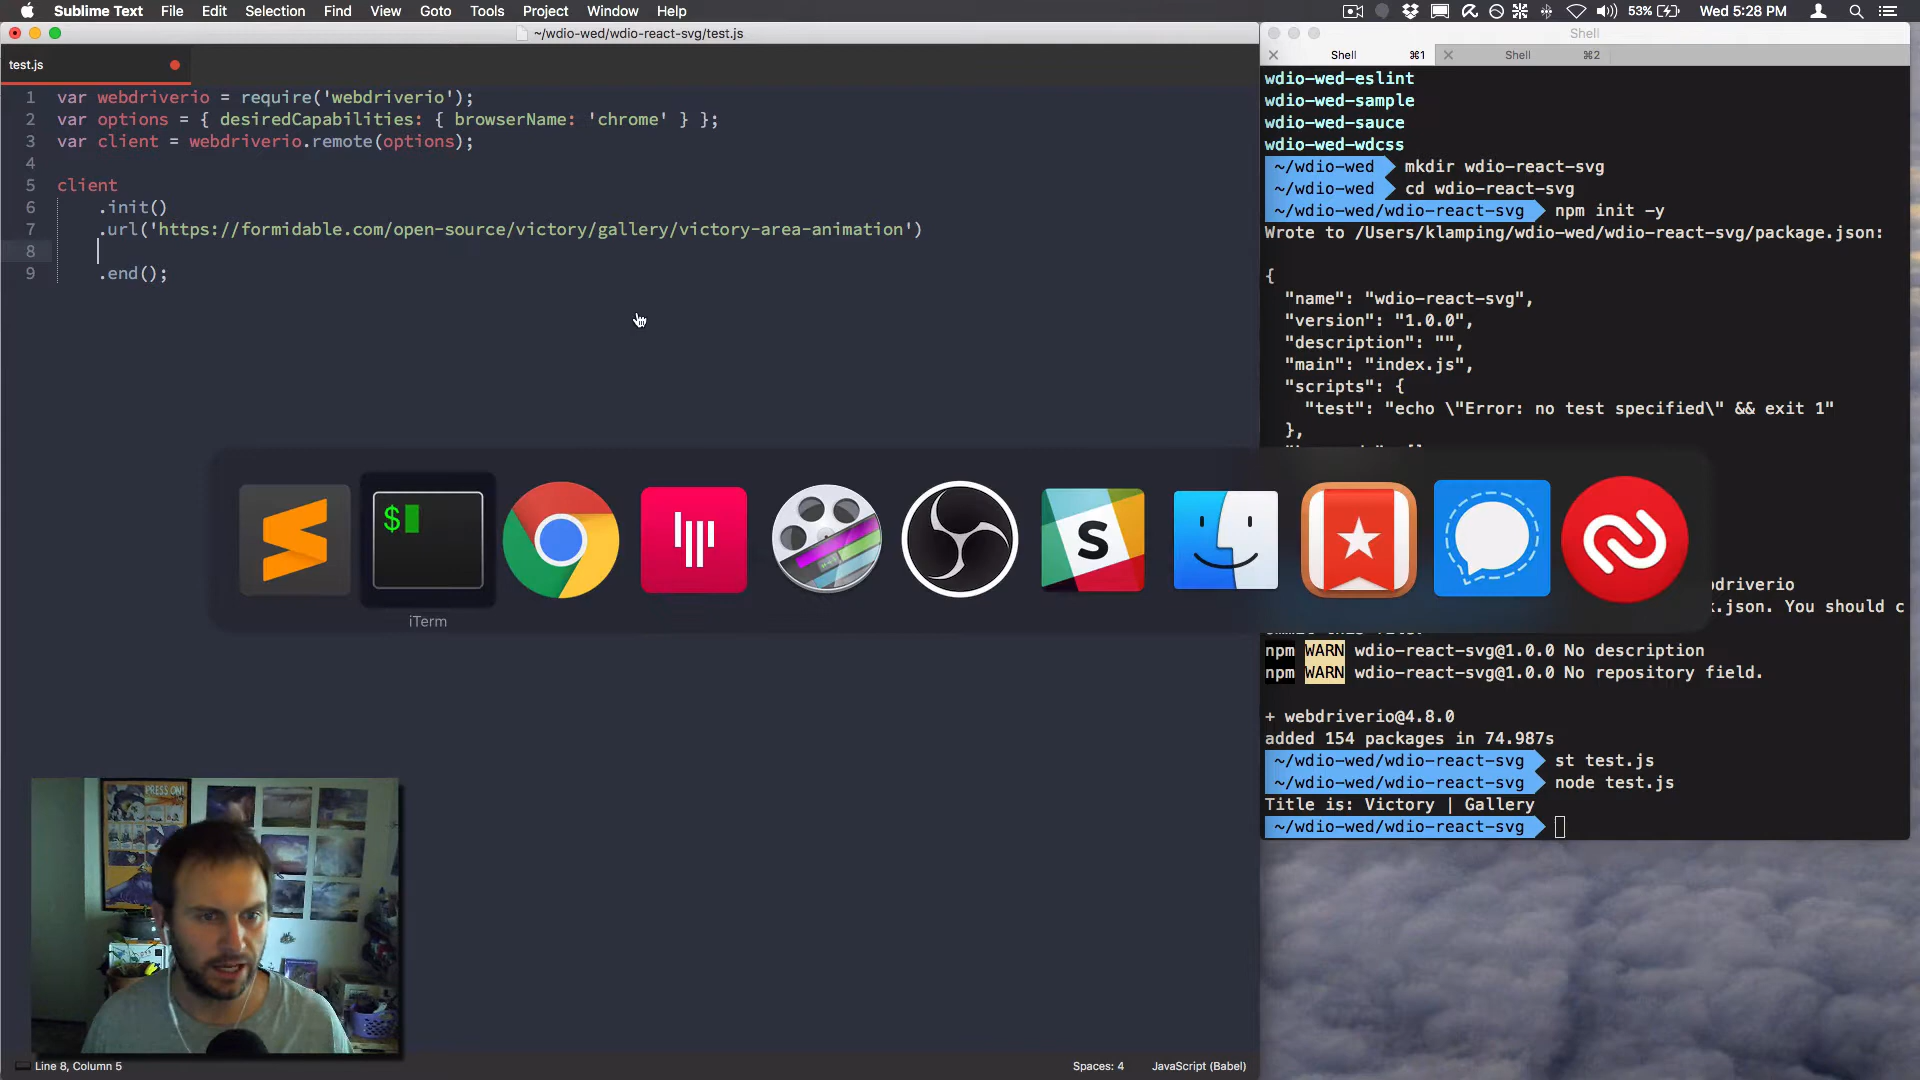 Sublime Text File Edit Selection Find View Goto Tools Project Window Help 53% Wed 5:28 PM
~/wdio-wed/wdio-react-svg/test.js
test.js
1 var webdriverio = require('webdriverio');
2 var options = { desiredCapabilities: { browserName: 'chrome' } };
3 var client = webdriverio.remote(options);
4
5 client
6 .init()
7 .url('https://formidable.com/open-source/victory/gallery/victory-area-animation')
8
9 .end();
Shell
Shell ⌘1 Shell ⌘2
wdio-wed-eslint
wdio-wed-sample
wdio-wed-sauce
wdio-wed-wdcss
~/wdio-wed mkdir wdio-react-svg
~/wdio-wed cd wdio-react-svg
~/wdio-wed/wdio-react-svg npm init -y
Wrote to /Users/klamping/wdio-wed/wdio-react-svg/package.json:
{
"name": "wdio-react-svg",
"version": "1.0.0",
"description": "",
"main": "index.js",
"scripts": {
"test": "echo \"Error: no test specified\" && exit 1"
},
$
S
iTerm
driverio
.json. You should c
npm WARN wdio-react-svg@1.0.0 No description
npm WARN wdio-react-svg@1.0.0 No repository field.
+ webdriverio@4.8.0
added 154 packages in 74.987s
~/wdio-wed/wdio-react-svg st test.js
~/wdio-wed/wdio-react-svg node test.js
Title is: Victory | Gallery
~/wdio-wed/wdio-react-svg
PRESS ON!
Line 8, Column 5
Spaces: 4 JavaScript (Babel)